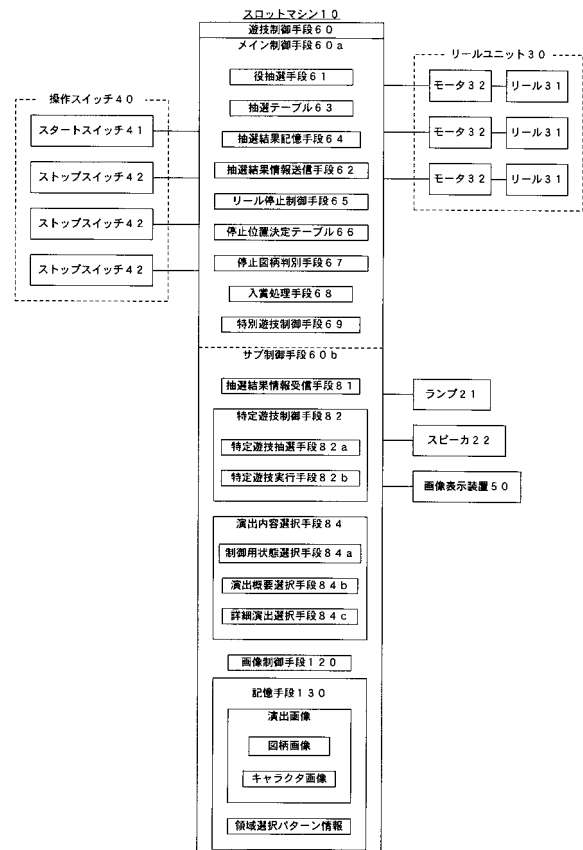 スロットマシン10
遊技制御手段60
メイン制御手段60a
役抽選手段61
抽選テーブル63
抽選結果記憶手段64
抽選結果情報送信手段62
リール停止制御手段65
停止位置決定テーブル66
停止図柄判別手段67
入賞処理手段68
特別遊技制御手段69
操作スイッチ40
スタートスイッチ41
ストップスイッチ42
ストップスイッチ42
ストップスイッチ42
リールユニット30
モータ32 リール31
モータ32 リール31
モータ32 リール31
サブ制御手段60b
抽選結果情報受信手段81
特定遊技制御手段82
特定遊技抽選手段82a
特定遊技実行手段82b
演出内容選択手段84
制御用状態選択手段84a
演出概要選択手段84b
詳細演出選択手段84c
画像制御手段120
記憶手段130
演出画像
図柄画像
キャラクタ画像
領域選択パターン情報
ランプ21
スピーカ22
画像表示装置50